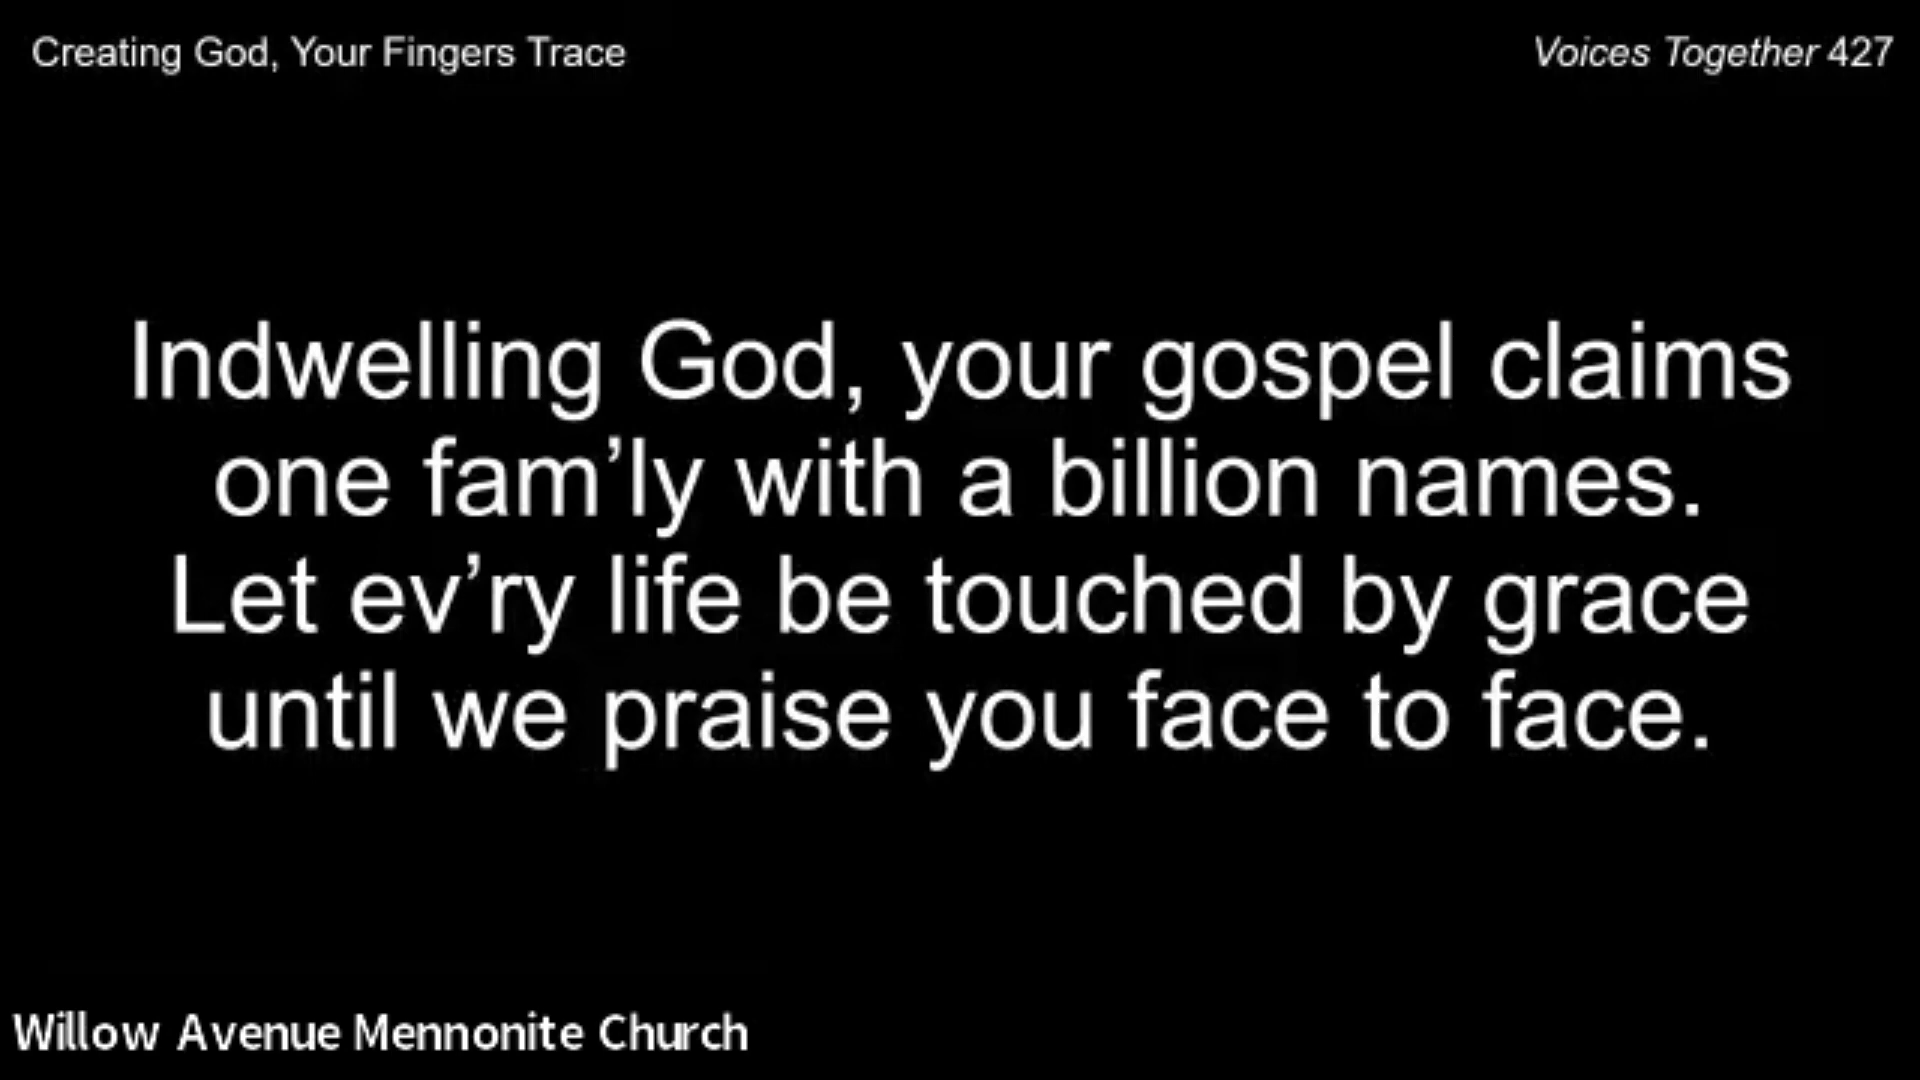 Creating God, Your Fingers Trace
Voices Together 427
Indwelling God, your gospel claims
one fam’ly with a billion names.
Let ev’ry life be touched by grace
until we praise you face to face.
Willow Avenue Mennonite Church